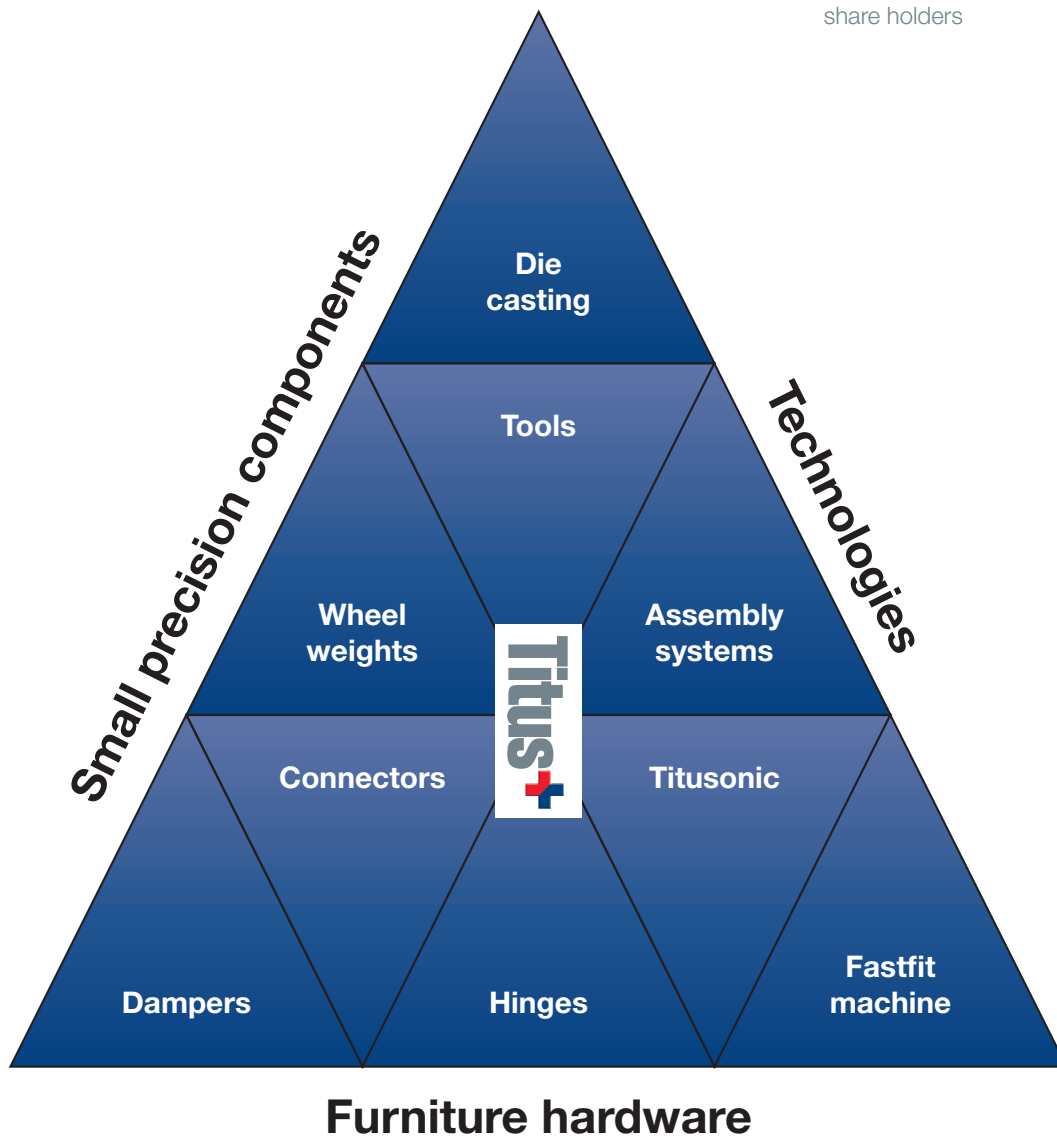 share holders
Die
casting
Small precision components
Technologies
Tools
Wheel
weights
Assembly
systems
Titus
Connectors
Titusonic
Dampers
Hinges
Fastfit
machine
Furniture hardware